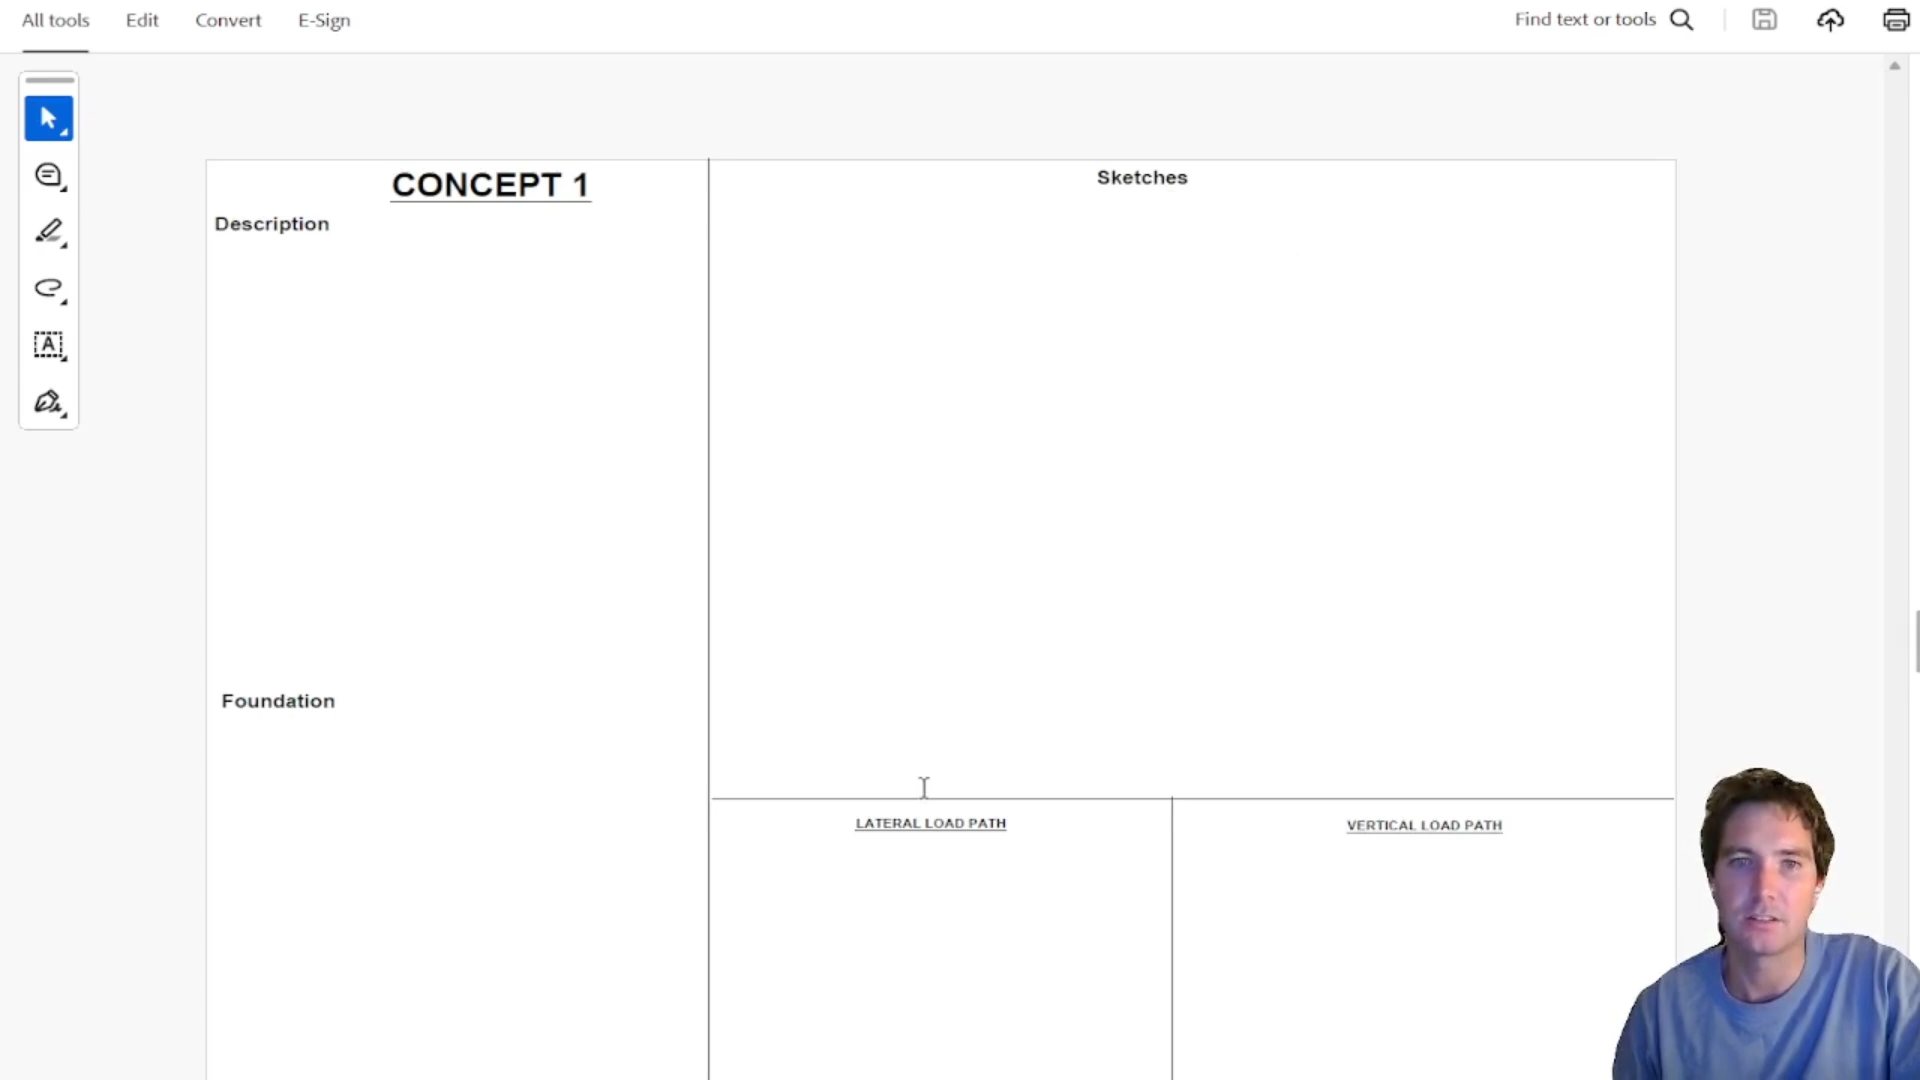 All tools Edit Convert E-Sign Find text or tools
CONCEPT 1
Sketches
Description
Foundation
LATERAL LOAD PATH
VERTICAL LOAD PATH